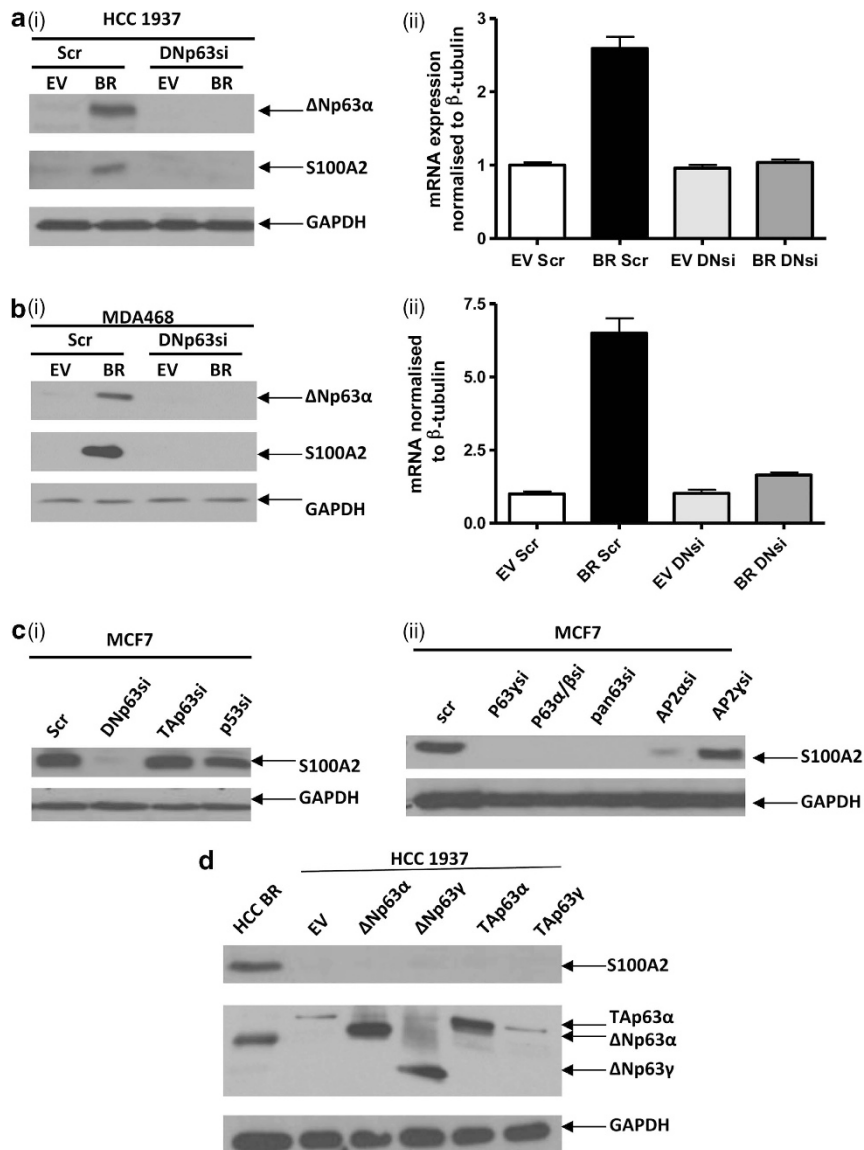 a (i)
HCC 1937
Scr DNp63si
EV BR EV BR
ΔNp63α
S100A2
GAPDH
(ii)
mRNA expression
normalised to β-tubulin
3
2
1
0
EV Scr BR Scr EV DNsi BR DNsi
b (i)
MDA468
Scr DNp63si
EV BR EV BR
ΔNp63α
S100A2
GAPDH
(ii)
mRNA normalised
to β-tubulin
7.5
5.0
2.5
0.0
EV Scr BR Scr EV DNsi BR DNsi
c (i)
MCF7
Scr DNp63si TAp63si p53si
S100A2
GAPDH
(ii)
MCF7
scr P63γsi P63α/βsi pan63si AP2αsi AP2γsi
S100A2
GAPDH
d
HCC 1937
HCC BR EV ΔNp63α ΔNp63γ TAp63α TAp63γ
S100A2
TAp63α
ΔNp63α
ΔNp63γ
GAPDH